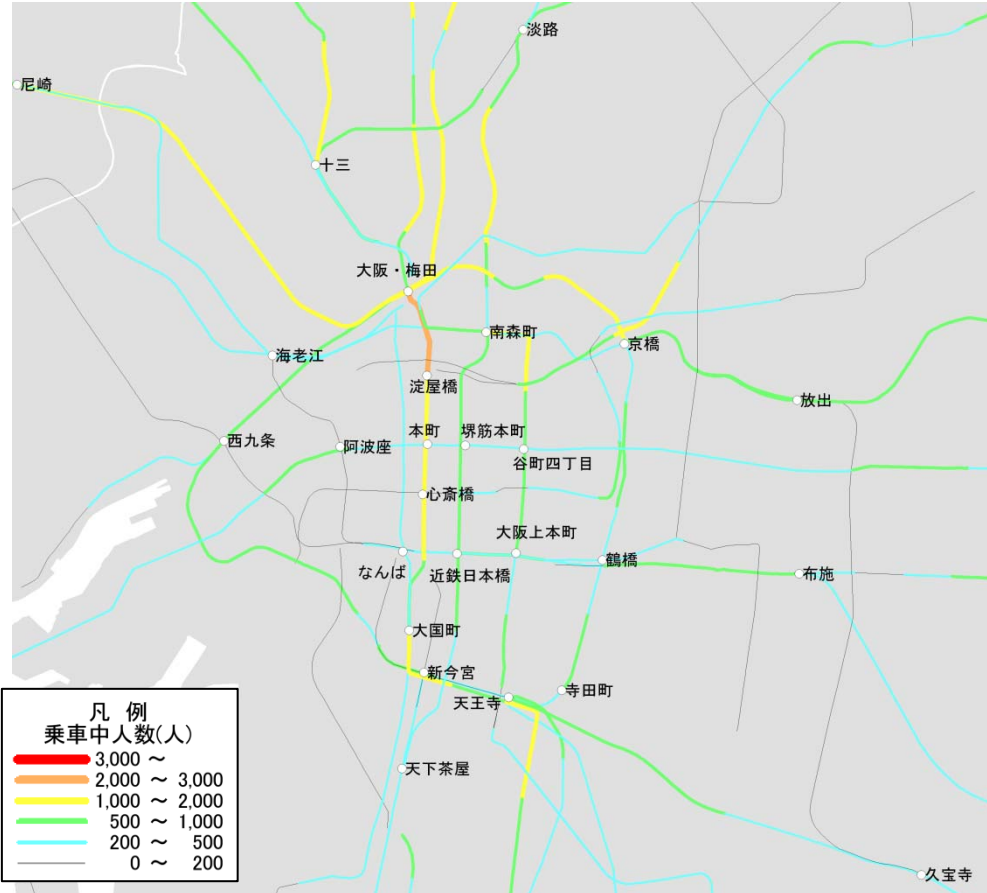 淡路
尼崎
十三
大阪・梅田
南森町
海老江
京橋
淀屋橋
放出
本町
堺筋本町
西九条
阿波座
谷町四丁目
心斎橋
大阪上本町
なんば
近鉄日本橋
鶴橋
布施
大国町
新今宮
天王寺
寺田町
天下茶屋
久宝寺
凡 例
乗車中人数(人)
3,000 ～
2,000 ～ 3,000
1,000 ～ 2,000
500 ～ 1,000
200 ～ 500
0 ～ 200